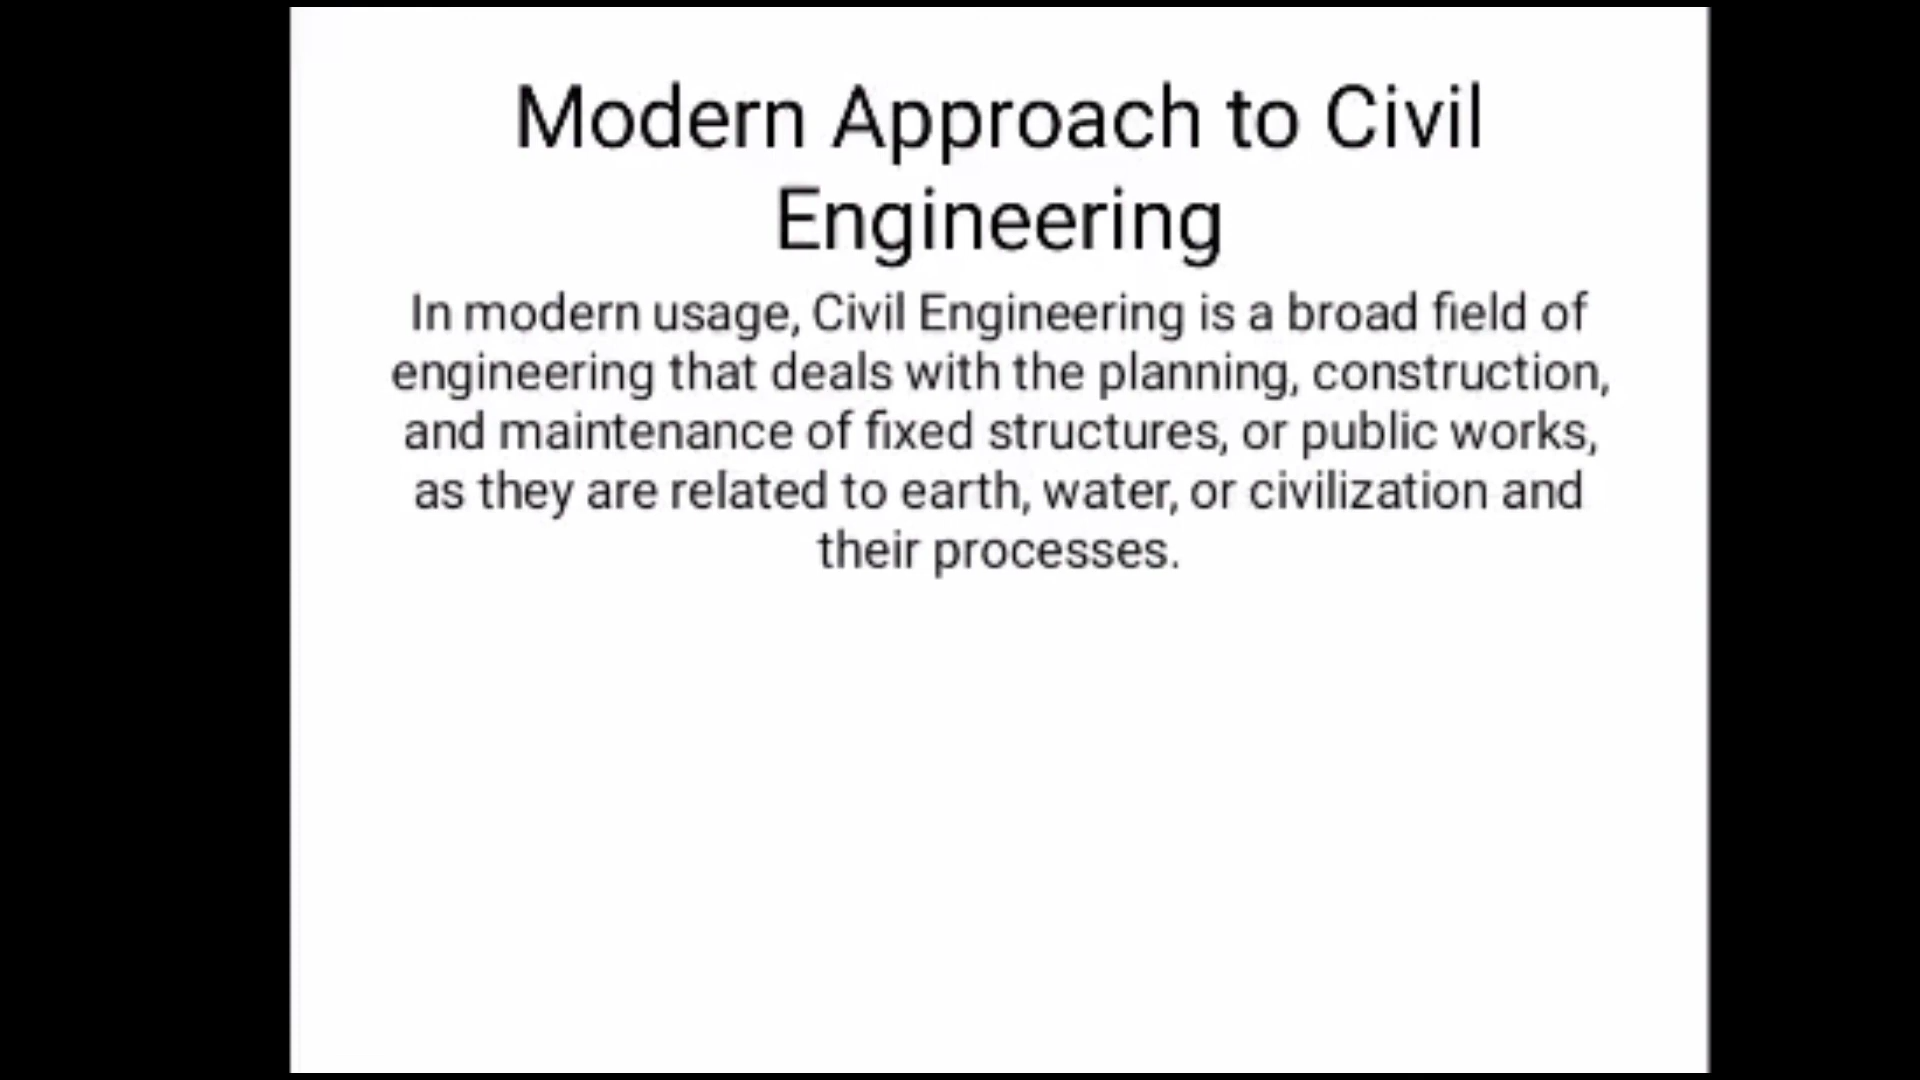 Modern Approach to Civil
Engineering
In modern usage, Civil Engineering is a broad field of
engineering that deals with the planning, construction,
and maintenance of fixed structures, or public works,
as they are related to earth, water, or civilization and
their processes.